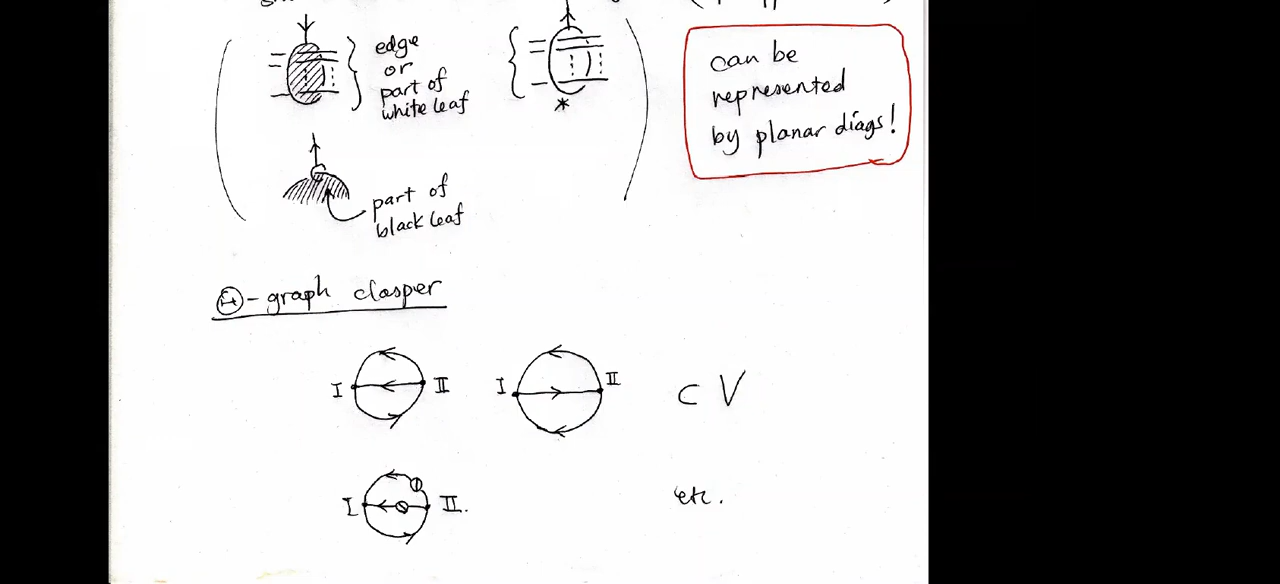 edge
or
part of
white leaf
*
can be
represented
by planar diags!
part of
black leaf
Θ-graph clasper
I II I II ⊂ V
I II. etc.